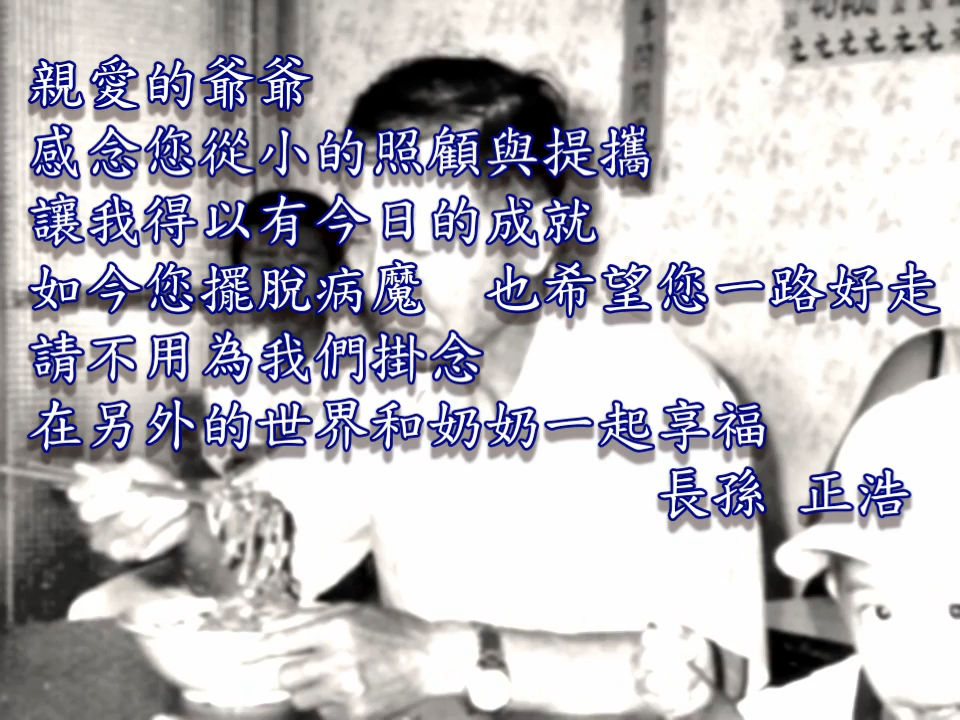 親愛的爺爺
感念您從小的照顧與提攜
讓我得以有今日的成就
如今您擺脫病魔　也希望您一路好走
請不用為我們掛念
在另外的世界和奶奶一起享福
長孫 正浩